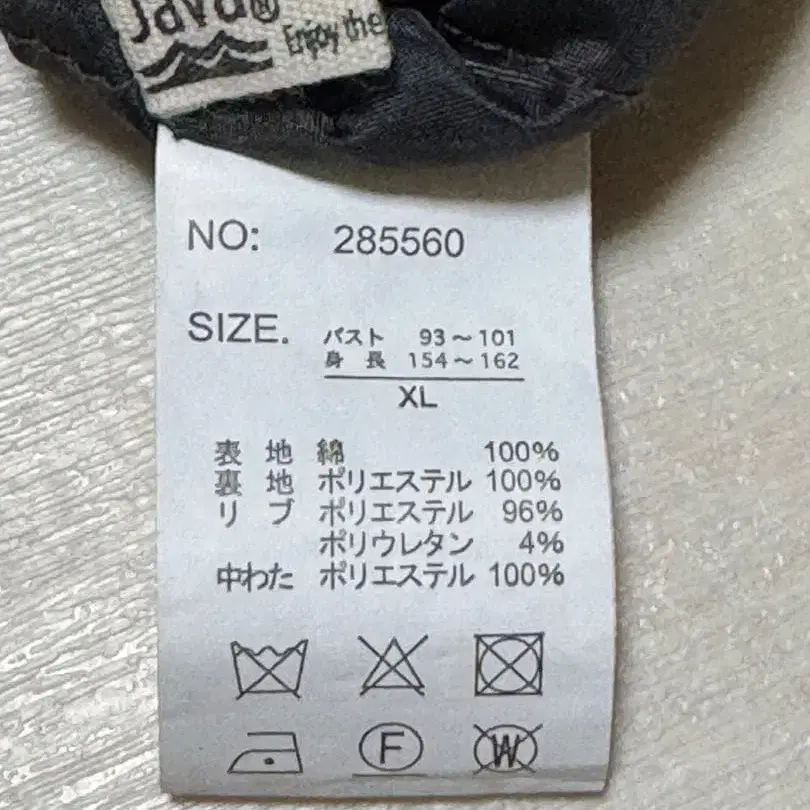 Java®
Enjoy the
NO: 285560
SIZE. バスト 93～101
身長 154～162
XL
表地 綿 100%
裏地 ポリエステル 100%
リブ ポリエステル 96%
ポリウレタン 4%
中わた ポリエステル 100%
F W